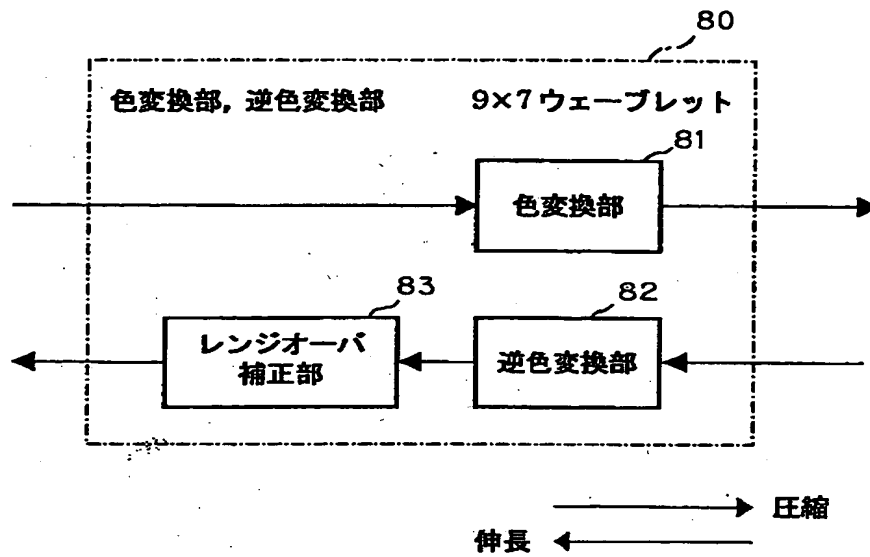 80
色変換部, 逆色変換部
9×7ウェーブレット
81
色変換部
83
82
レンジオーバ
補正部
逆色変換部
圧縮
伸長